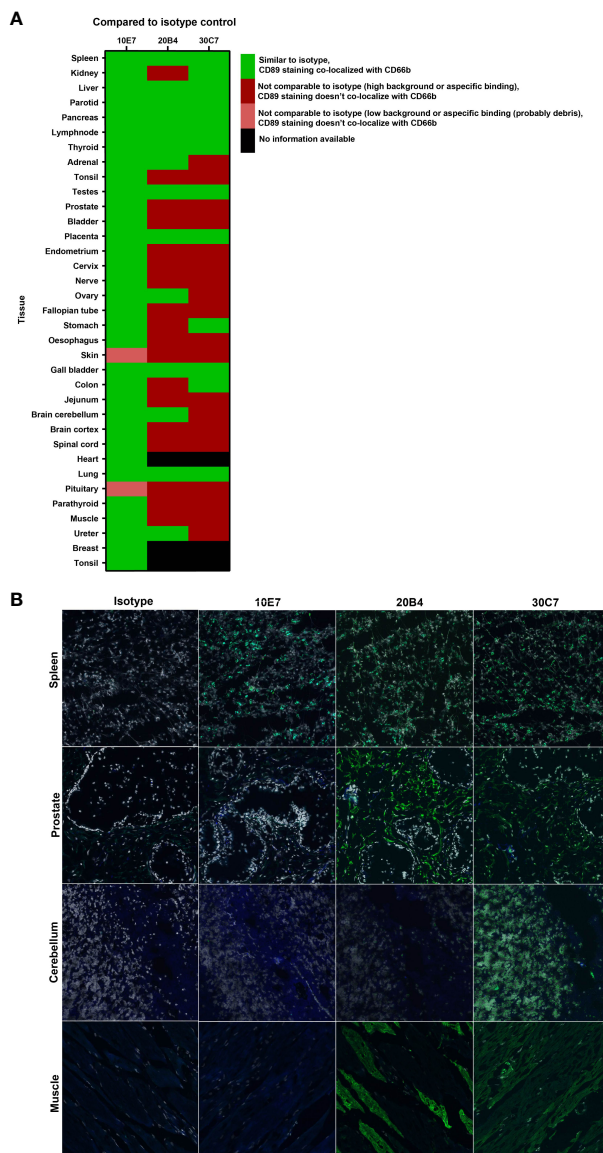 A
Compared to isotype control
10E7 20B4 30C7
Similar to isotype,
CD89 staining co-localized with CD66b
Not comparable to isotype (high background or aspecific binding),
CD89 staining doesn't co-localize with CD66b
Not comparable to isotype (low background or aspecific binding (probably debris),
CD89 staining doesn't co-localize with CD66b
No information available
Tissue
Spleen
Kidney
Liver
Parotid
Pancreas
Lymphnode
Thyroid
Adrenal
Tonsil
Testes
Prostate
Bladder
Placenta
Endometrium
Cervix
Nerve
Ovary
Fallopian tube
Stomach
Oesophagus
Skin
Gall bladder
Colon
Jejunum
Brain cerebellum
Brain cortex
Spinal cord
Heart
Lung
Pituitary
Parathyroid
Muscle
Ureter
Breast
Tonsil
B
Isotype 10E7 20B4 30C7
Spleen
Prostate
Cerebellum
Muscle